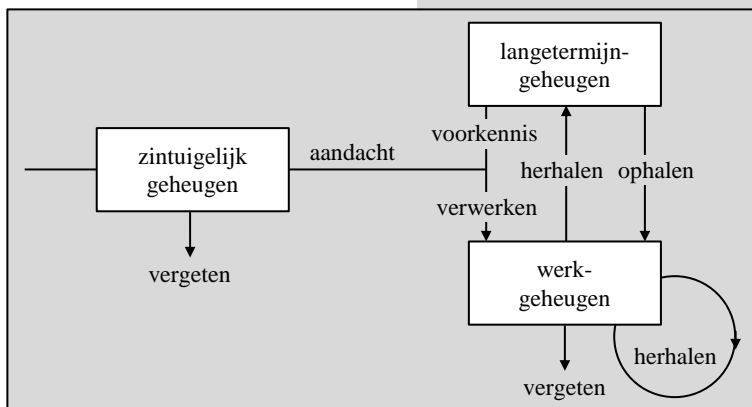 langetermijn-
geheugen
voorkennis
zintuigelijk
geheugen
aandacht
herhalen
ophalen
verwerken
vergeten
werk-
geheugen
herhalen
vergeten